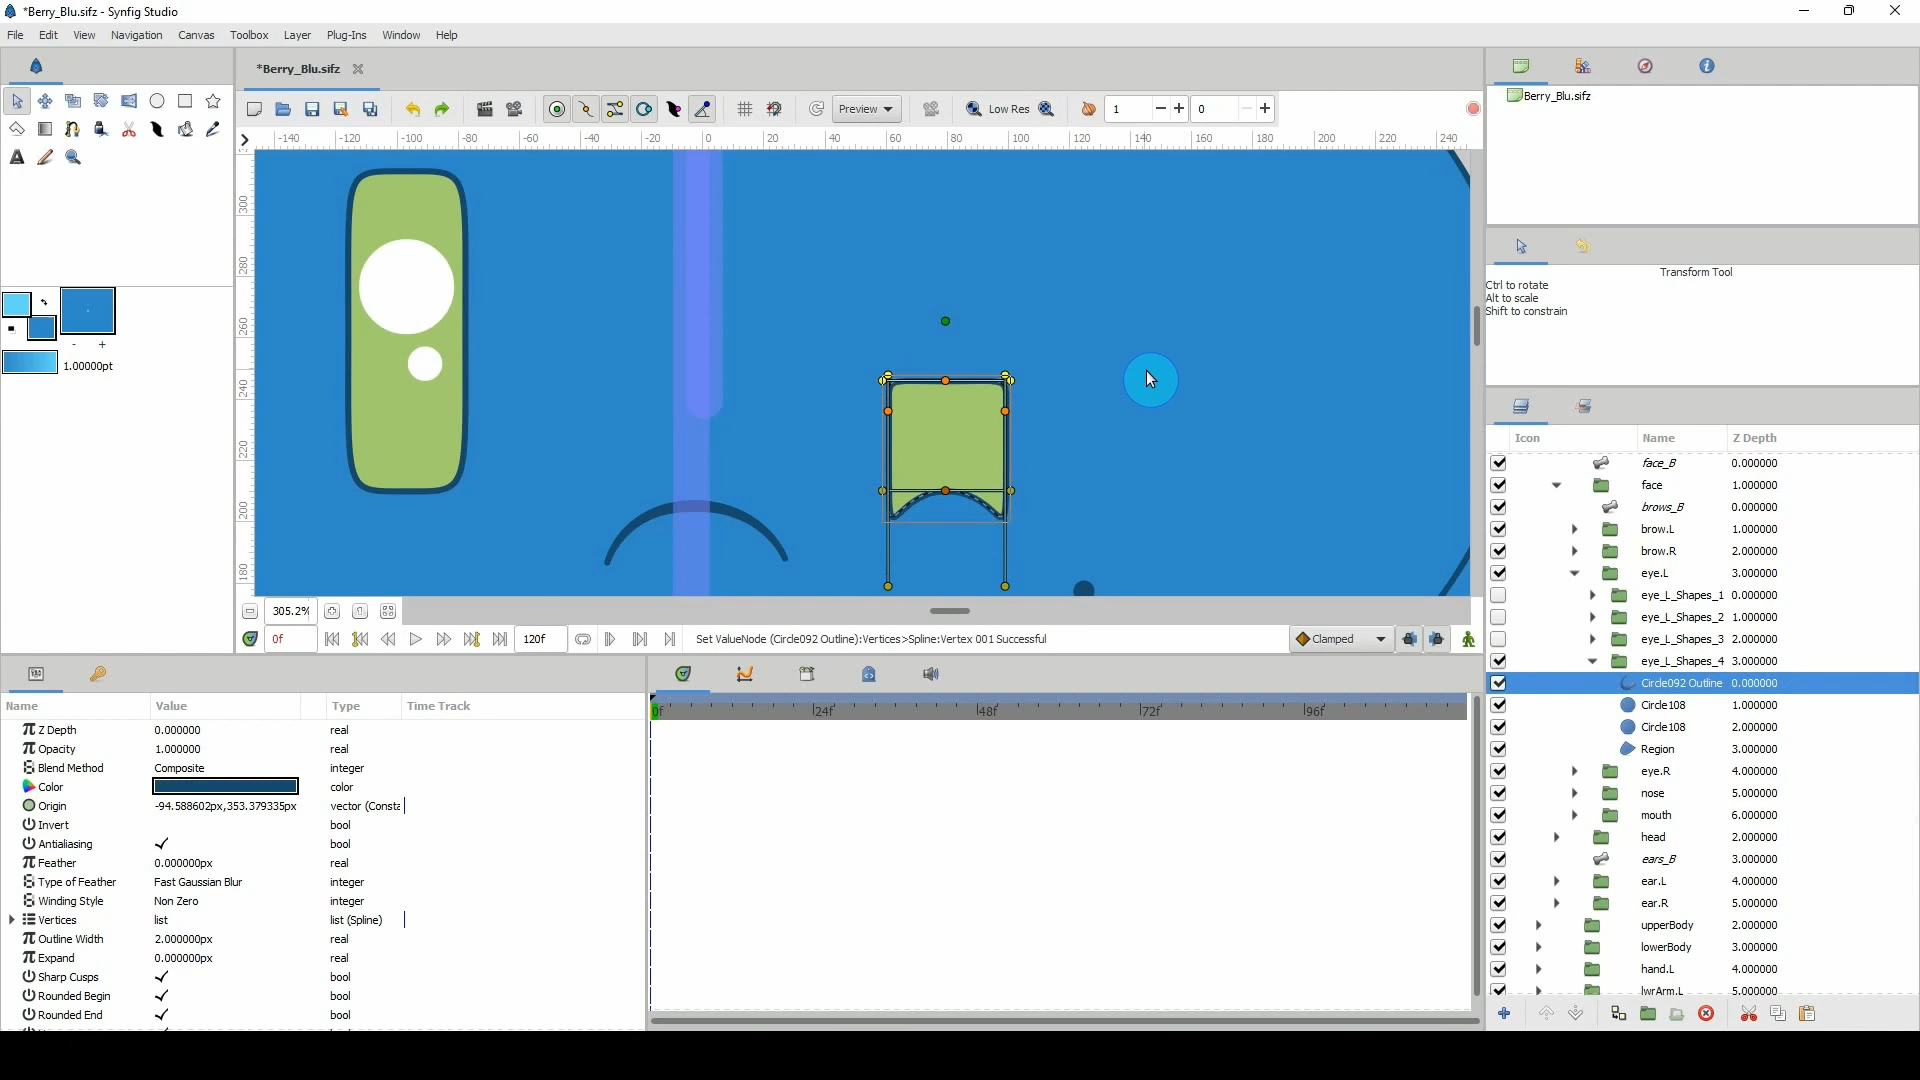 *Berry_Blu.sifz - Synfig Studio
File Edit View Navigation Canvas Toolbox Layer Plug-Ins Window Help
*Berry_Blu.sifz
Preview Low Res 1 0
-140 -120 -100 -80 -60 -40 -20 0 20 40 60 80 100 120 140 160 180 200 220 240
300
280
260
240
220
200
180
1.00000pt
Berry_Blu.sifz
Transform Tool
Ctrl to rotate
Alt to scale
Shift to constrain
Icon Name Z Depth
face_B 0.000000
face 1.000000
brows_B 0.000000
brow.L 1.000000
brow.R 2.000000
eye.L 3.000000
eye_L_Shapes_1 0.000000
eye_L_Shapes_2 1.000000
eye_L_Shapes_3 2.000000
eye_L_Shapes_4 3.000000
Circle092 Outline 0.000000
Circle108 1.000000
Circle108 2.000000
Region 3.000000
eye.R 4.000000
nose 5.000000
mouth 6.000000
head 2.000000
ears_B 3.000000
ear.L 4.000000
ear.R 5.000000
upperBody 2.000000
lowerBody 3.000000
hand.L 4.000000
lwrArm.L 5.000000
305.2%
0f 120f Set ValueNode (Circle092 Outline):Vertices>Spline:Vertex 001 Successful Clamped
Name Value Type Time Track
Z Depth 0.000000 real
Opacity 1.000000 real
Blend Method Composite integer
Color color
Origin -94.588602px,353.379335px vector (Consta
Invert bool
Antialiasing bool
Feather 0.000000px real
Type of Feather Fast Gaussian Blur integer
Winding Style Non Zero integer
Vertices list list (Spline)
Outline Width 2.000000px real
Expand 0.000000px real
Sharp Cusps bool
Rounded Begin bool
Rounded End bool
0f 24f 48f 72f 96f